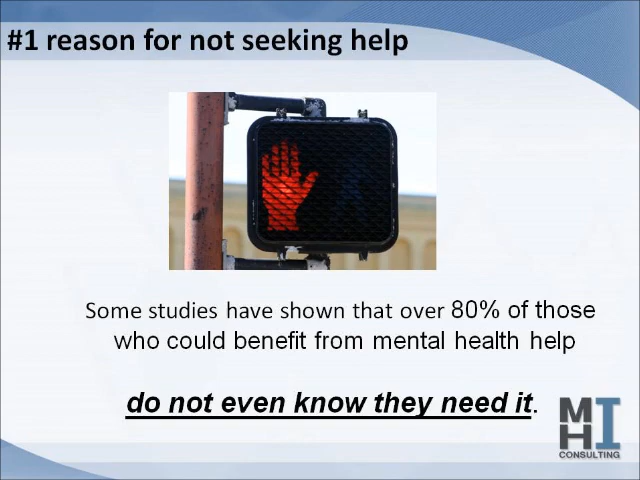 #1 reason for not seeking help
Some studies have shown that over 80% of those
who could benefit from mental health help
do not even know they need it.
MHI
CONSULTING